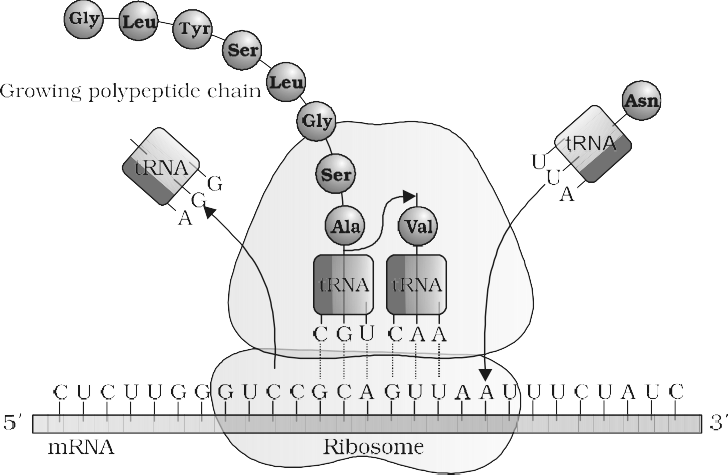 Gly Leu Tyr Ser Leu Gly Ser Ala
Growing polypeptide chain
Asn
tRNA
A G G
tRNA
U U A
Val
tRNA tRNA
C G U C A A
C U C U U G G G U C C G C A G U U A A U U U C U A U C
5′ 3′
mRNA Ribosome